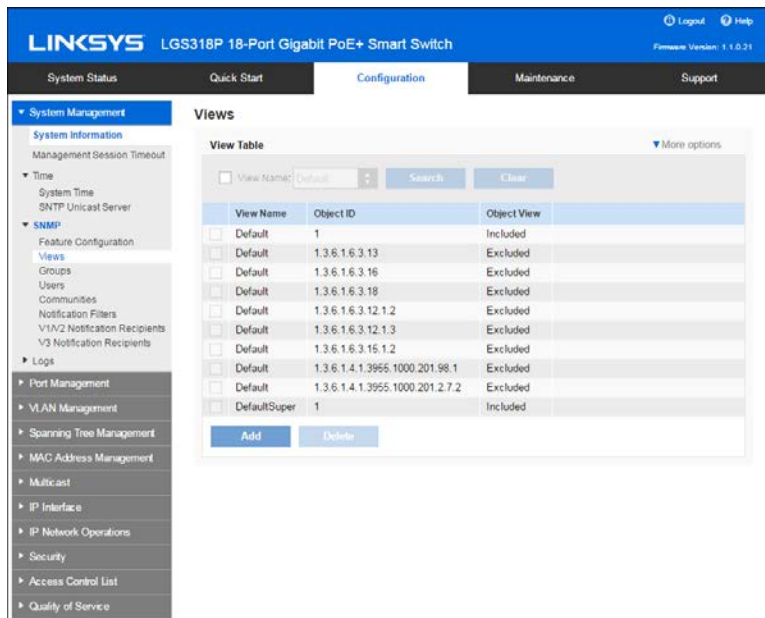 Logout Help
LINKSYS LGS318P 18-Port Gigabit PoE+ Smart Switch
Firmware Version: 1.1.0.21
System Status Quick Start Configuration Maintenance Support
System Management
System Information
Management Session Timeout
Time
System Time
SNTP Unicast Server
SNMP
Feature Configuration
Views
Groups
Users
Communities
Notification Filters
V1/V2 Notification Recipients
V3 Notification Recipients
Logs
Port Management
VLAN Management
Spanning Tree Management
MAC Address Management
Multicast
IP Interface
IP Network Operations
Security
Access Control List
Quality of Service
Views
View Table More options
View Name: Default Search Clear
View Name Object ID Object View
Default 1 Included
Default 1.3.6.1.6.3.13 Excluded
Default 1.3.6.1.6.3.16 Excluded
Default 1.3.6.1.6.3.18 Excluded
Default 1.3.6.1.6.3.12.1.2 Excluded
Default 1.3.6.1.6.3.12.1.3 Excluded
Default 1.3.6.1.6.3.15.1.2 Excluded
Default 1.3.6.1.4.1.3955.1000.201.98.1 Excluded
Default 1.3.6.1.4.1.3955.1000.201.2.7.2 Excluded
DefaultSuper 1 Included
Add Delete